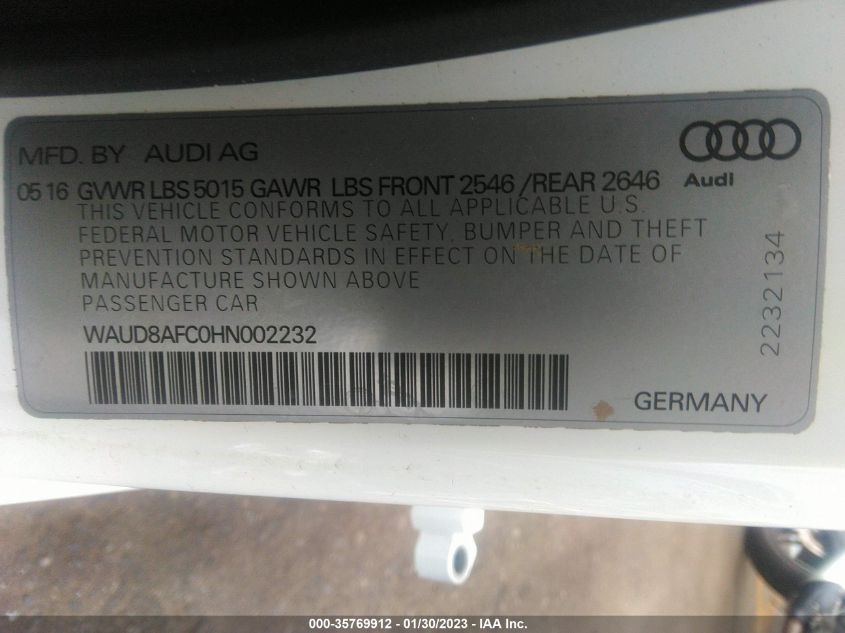 MFD. BY AUDI AG
05 16 GVWR LBS 5015 GAWR LBS FRONT 2546 /REAR 2646
Audi
THIS VEHICLE CONFORMS TO ALL APPLICABLE U.S.
FEDERAL MOTOR VEHICLE SAFETY, BUMPER AND THEFT
PREVENTION STANDARDS IN EFFECT ON THE DATE OF
MANUFACTURE SHOWN ABOVE
PASSENGER CAR
WAUD8AFC0HN002232
2232134
GERMANY
000-35769912 - 01/30/2023 - IAA Inc.